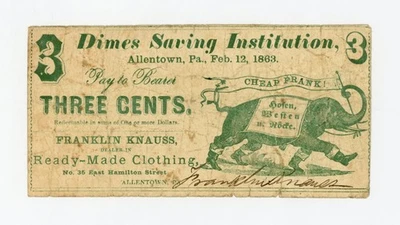 3 Dimes Saving Institution, 3
Allentown, Pa., Feb. 12, 1863.
Pay to Bearer
THREE CENTS,
Redeemable in sums of One or more Dollars.
FRANKLIN KNAUSS,
DEALER IN
Ready-Made Clothing,
No. 35 East Hamilton Street
ALLENTOWN
CHEAP FRANK!
Hosen,
Westen
u. Röcke.
Franklin Knauss